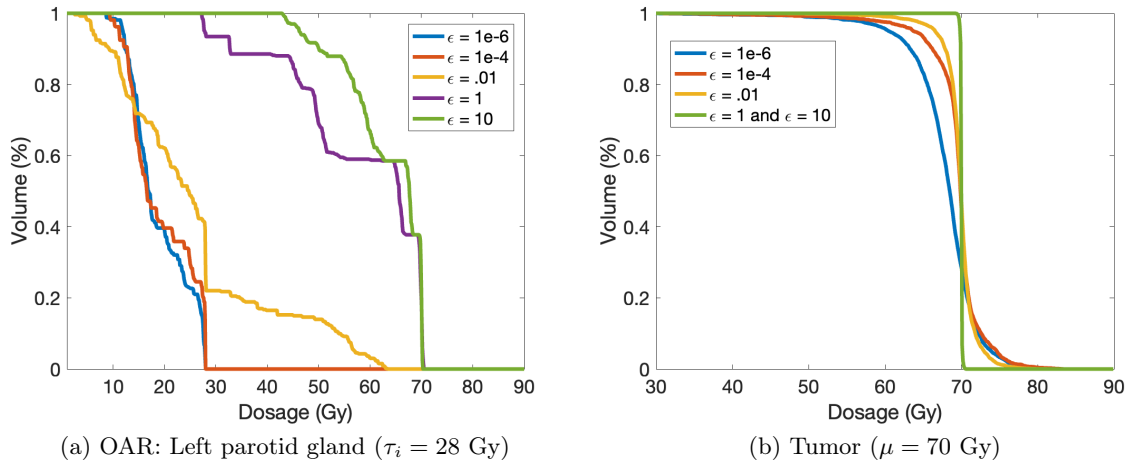 1
0.8
0.6
0.4
0.2
0
Volume (%)
10 20 30 40 50 60 70 80 90
Dosage (Gy)
ϵ = 1e-6
ϵ = 1e-4
ϵ = .01
ϵ = 1
ϵ = 10
(a) OAR: Left parotid gland (τᵢ = 28 Gy)
1
0.8
0.6
0.4
0.2
0
Volume (%)
30 40 50 60 70 80 90
Dosage (Gy)
ϵ = 1e-6
ϵ = 1e-4
ϵ = .01
ϵ = 1 and ϵ = 10
(b) Tumor (μ = 70 Gy)